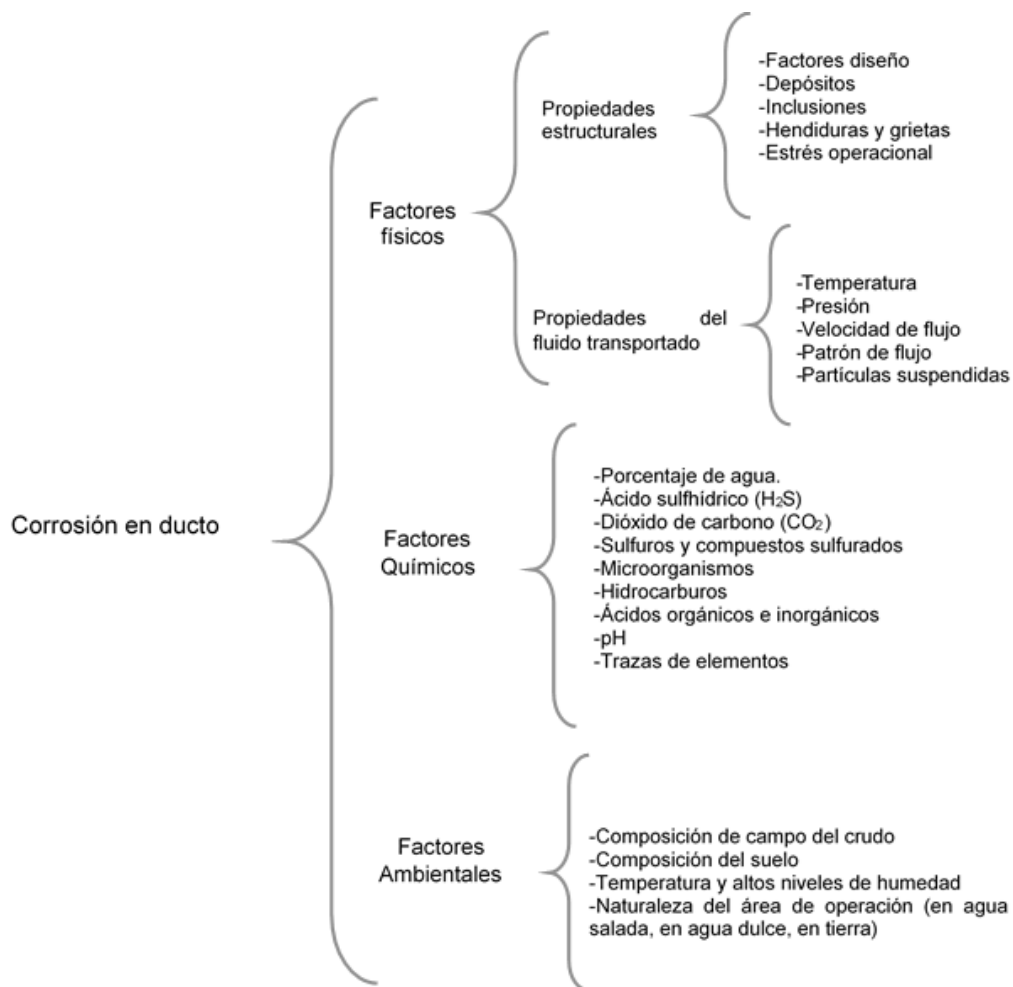 Corrosión en ducto
Factores
físicos
Propiedades
estructurales
-Factores diseño
-Depósitos
-Inclusiones
-Hendiduras y grietas
-Estrés operacional
Propiedades del
fluido transportado
-Temperatura
-Presión
-Velocidad de flujo
-Patrón de flujo
-Partículas suspendidas
Factores
Químicos
-Porcentaje de agua.
-Ácido sulfhídrico (H₂S)
-Dióxido de carbono (CO₂)
-Sulfuros y compuestos sulfurados
-Microorganismos
-Hidrocarburos
-Ácidos orgánicos e inorgánicos
-pH
-Trazas de elementos
Factores
Ambientales
-Composición de campo del crudo
-Composición del suelo
-Temperatura y altos niveles de humedad
-Naturaleza del área de operación (en agua
salada, en agua dulce, en tierra)